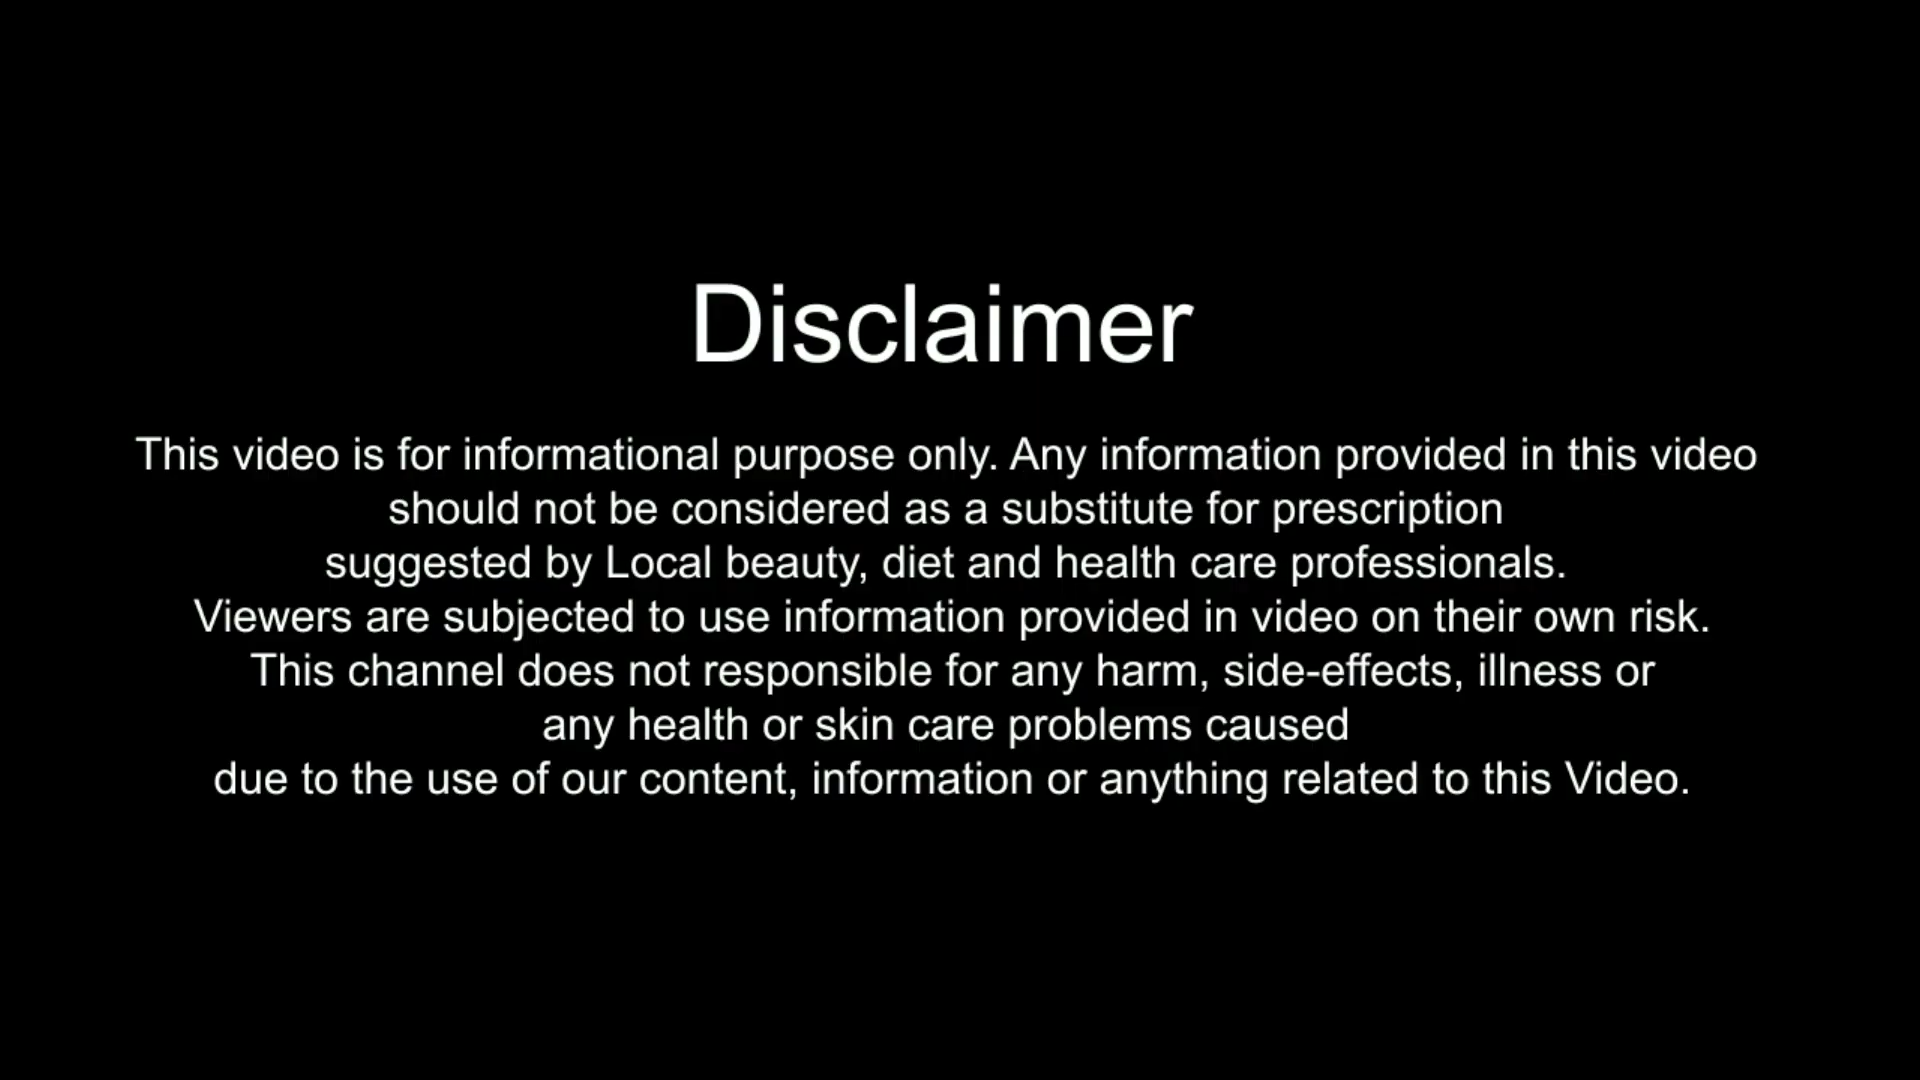 Disclaimer
This video is for informational purpose only. Any information provided in this video
should not be considered as a substitute for prescription
suggested by Local beauty, diet and health care professionals.
Viewers are subjected to use information provided in video on their own risk.
This channel does not responsible for any harm, side-effects, illness or
any health or skin care problems caused
due to the use of our content, information or anything related to this Video.